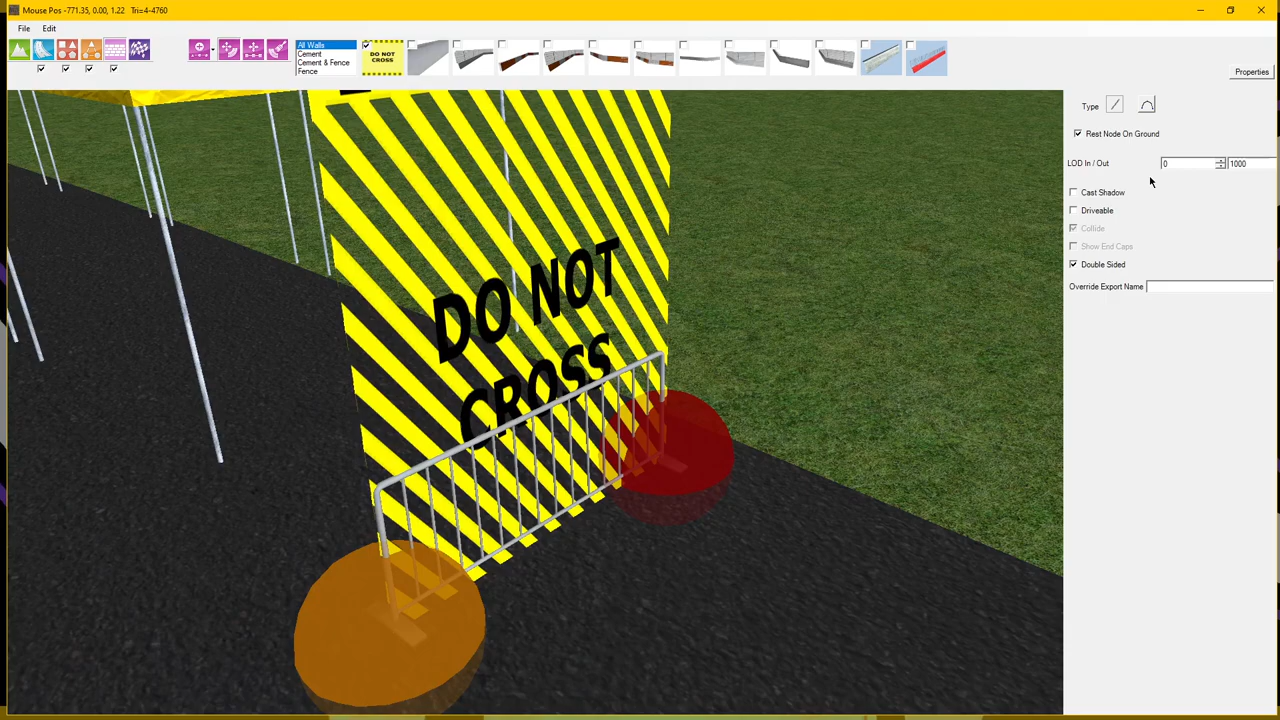 Mouse Pos -771.35, 0.00, 1.22 Tri=4-4760
File Edit
All Walls
Cement
Cement & Fence
Fence
DO NOT
CROSS
Properties
Type
Rest Node On Ground
LOD In / Out 0 1000
Cast Shadow
Driveable
Collide
Show End Caps
Double Sided
Override Export Name
DO NOT
CROSS